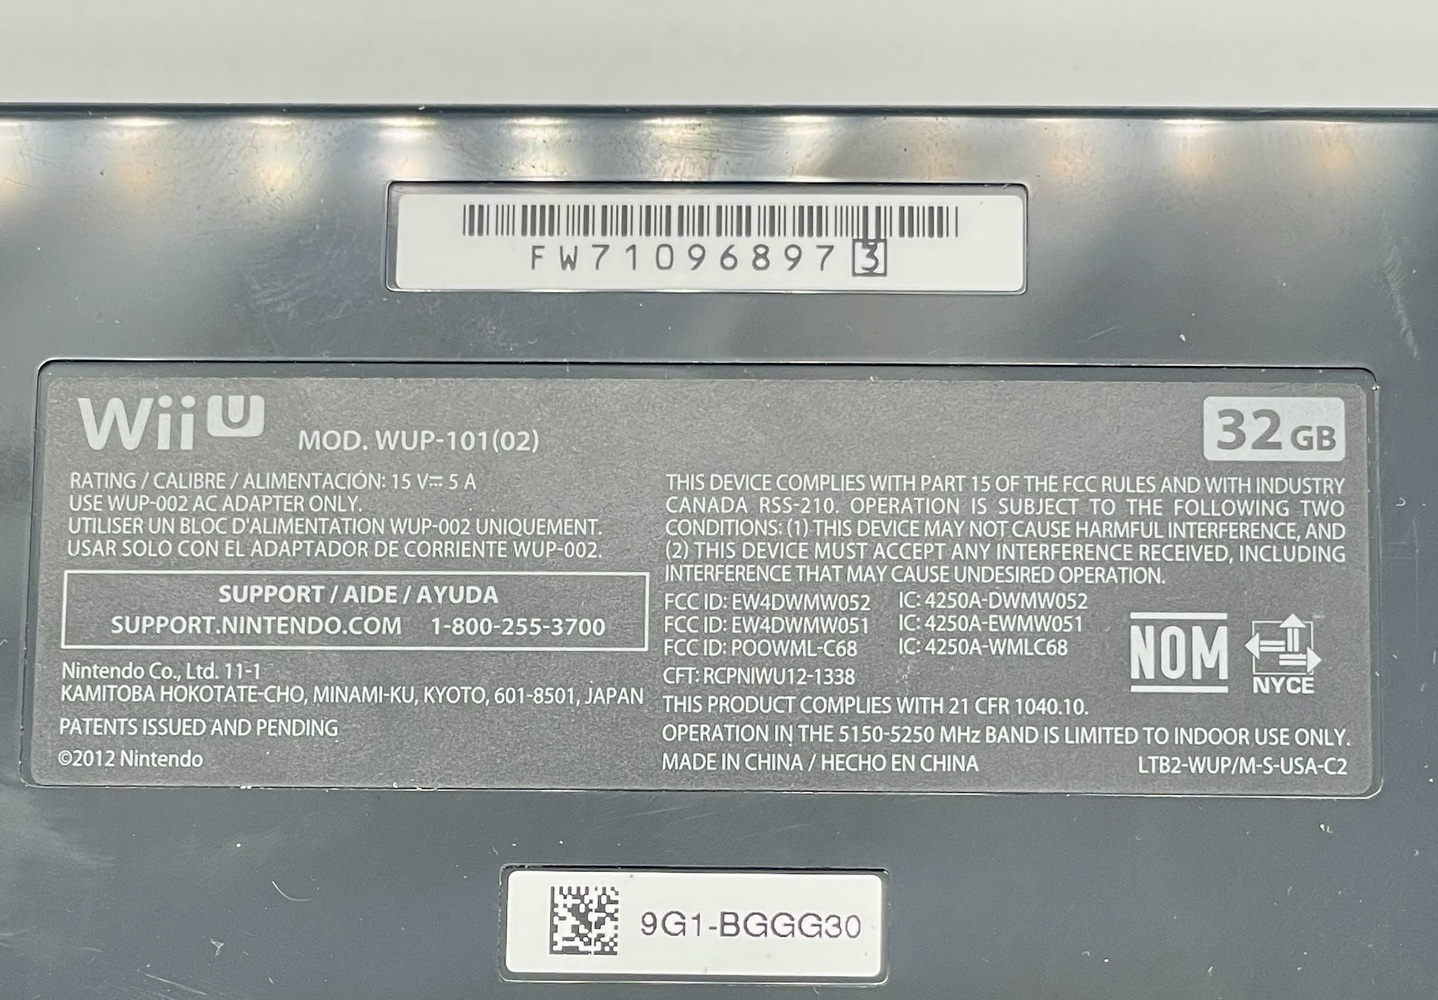 FW710968973
Wii U MOD. WUP-101(02)
32 GB
RATING / CALIBRE / ALIMENTACIÓN: 15 V⎓ 5 A
USE WUP-002 AC ADAPTER ONLY.
UTILISER UN BLOC D'ALIMENTATION WUP-002 UNIQUEMENT.
USAR SOLO CON EL ADAPTADOR DE CORRIENTE WUP-002.
SUPPORT / AIDE / AYUDA
SUPPORT.NINTENDO.COM 1-800-255-3700
Nintendo Co., Ltd. 11-1
KAMITOBA HOKOTATE-CHO, MINAMI-KU, KYOTO, 601-8501, JAPAN
PATENTS ISSUED AND PENDING
©2012 Nintendo
THIS DEVICE COMPLIES WITH PART 15 OF THE FCC RULES AND WITH INDUSTRY
CANADA RSS-210. OPERATION IS SUBJECT TO THE FOLLOWING TWO
CONDITIONS: (1) THIS DEVICE MAY NOT CAUSE HARMFUL INTERFERENCE, AND
(2) THIS DEVICE MUST ACCEPT ANY INTERFERENCE RECEIVED, INCLUDING
INTERFERENCE THAT MAY CAUSE UNDESIRED OPERATION.
FCC ID: EW4DWMW052 IC: 4250A-DWMW052
FCC ID: EW4DWMW051 IC: 4250A-EWMW051
FCC ID: POOWML-C68 IC: 4250A-WMLC68
CFT: RCPNIWU12-1338
NOM
NYCE
THIS PRODUCT COMPLIES WITH 21 CFR 1040.10.
OPERATION IN THE 5150-5250 MHz BAND IS LIMITED TO INDOOR USE ONLY.
MADE IN CHINA / HECHO EN CHINA
LTB2-WUP/M-S-USA-C2
9G1-BGGG30